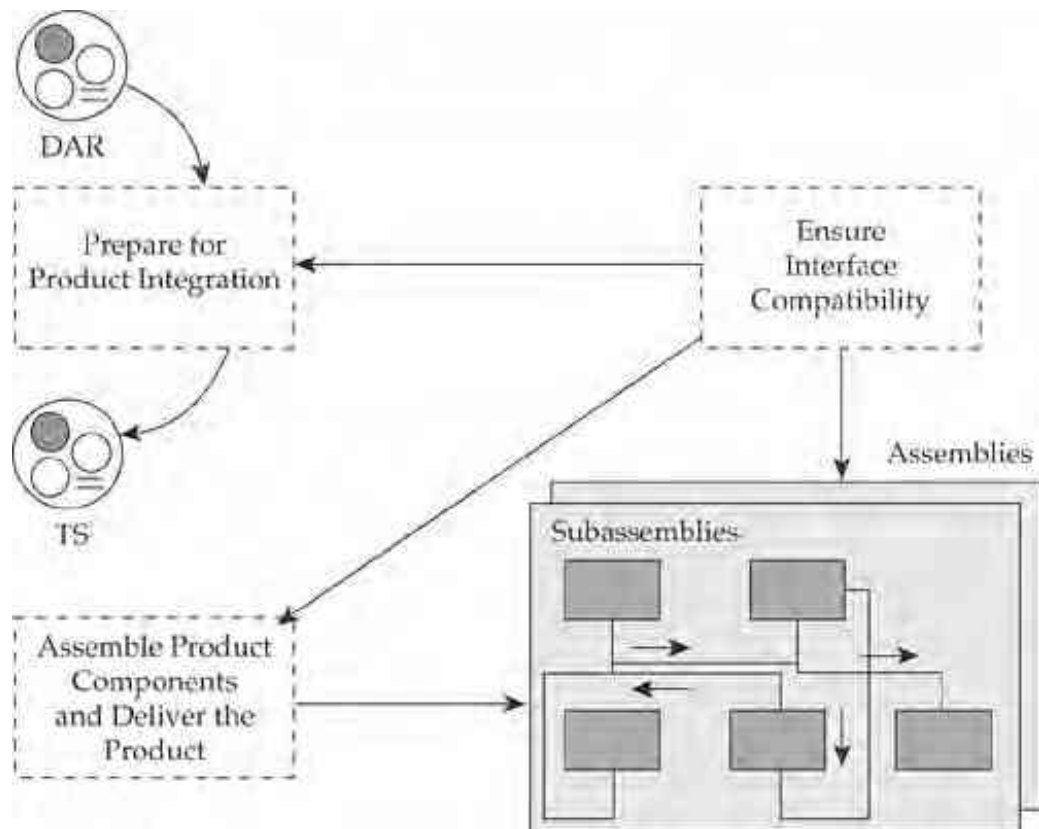 DAR
Prepare for
Product Integration
Ensure
Interface
Compatibility
TS
Assemblies
Subassemblies
Assemble Product
Components
and Deliver the
Product